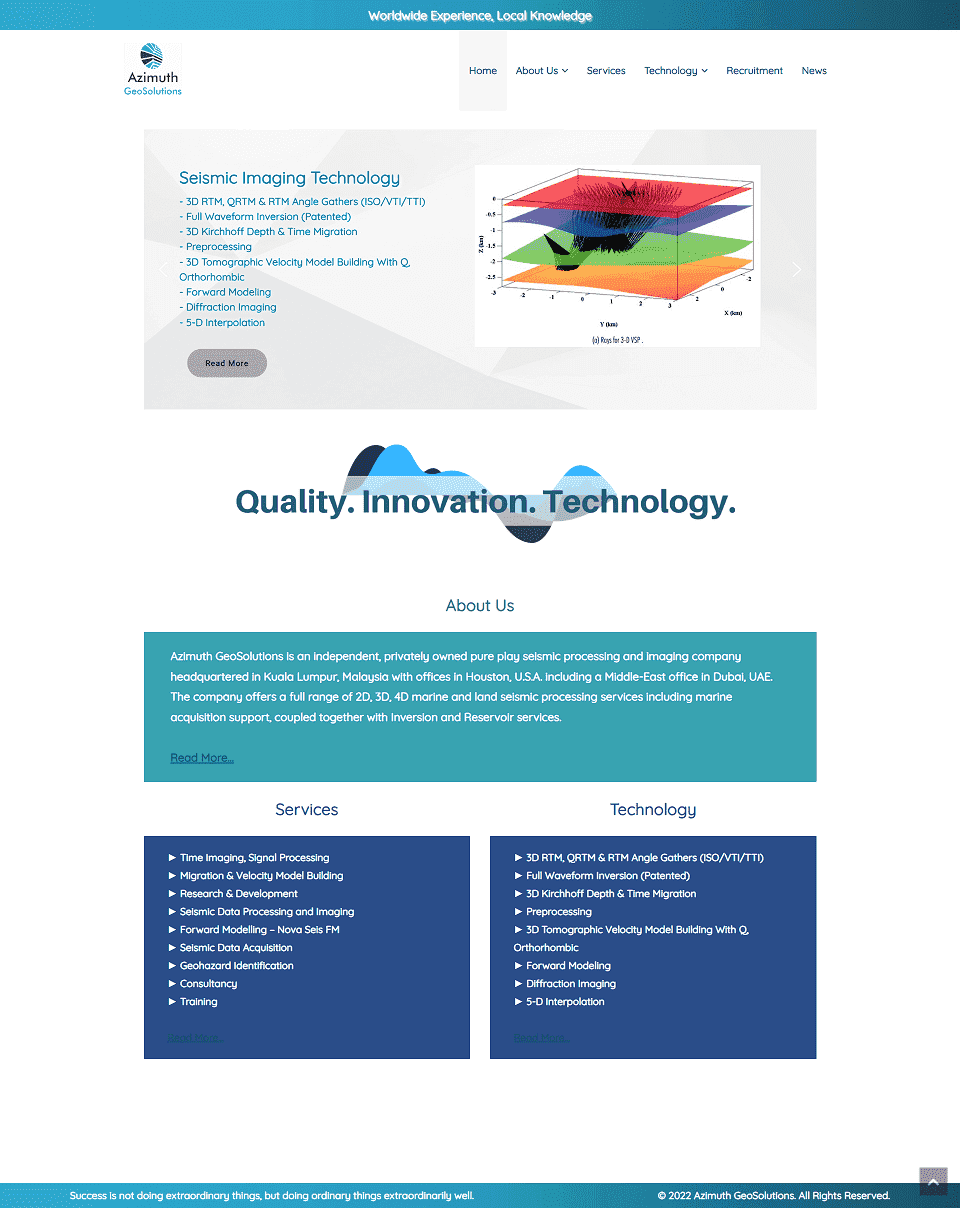 Worldwide Experience, Local Knowledge
Azimuth
GeoSolutions
Home
About Us
Services
Technology
Recruitment
News
Seismic Imaging Technology
- 3D RTM, QRTM & RTM Angle Gathers (ISO/VTI/TTI)
- Full Waveform Inversion (Patented)
- 3D Kirchhoff Depth & Time Migration
- Preprocessing
- 3D Tomographic Velocity Model Building With Q,
Orthorhombic
- Forward Modeling
- Diffraction Imaging
- 5-D Interpolation
Read More
0
-0.5
-1
-1.5
-2
-2.5
Z (km)
-3
-2
-1
0
1
2
3
Y (km)
2
0
-2
X (km)
(a) Rays for 3-D VSP .
Quality. Innovation. Technology.
About Us
Azimuth GeoSolutions is an independent, privately owned pure play seismic processing and imaging company
headquartered in Kuala Lumpur, Malaysia with offices in Houston, U.S.A. including a Middle-East office in Dubai, UAE.
The company offers a full range of 2D, 3D, 4D marine and land seismic processing services including marine
acquisition support, coupled together with Inversion and Reservoir services.
Read More...
Services
► Time Imaging, Signal Processing
► Migration & Velocity Model Building
► Research & Development
► Seismic Data Processing and Imaging
► Forward Modelling – Nova Seis FM
► Seismic Data Acquisition
► Geohazard Identification
► Consultancy
► Training
Read More...
Technology
► 3D RTM, QRTM & RTM Angle Gathers (ISO/VTI/TTI)
► Full Waveform Inversion (Patented)
► 3D Kirchhoff Depth & Time Migration
► Preprocessing
► 3D Tomographic Velocity Model Building With Q,
Orthorhombic
► Forward Modeling
► Diffraction Imaging
► 5-D Interpolation
Read More...
Success is not doing extraordinary things, but doing ordinary things extraordinarily well.
© 2022 Azimuth GeoSolutions. All Rights Reserved.